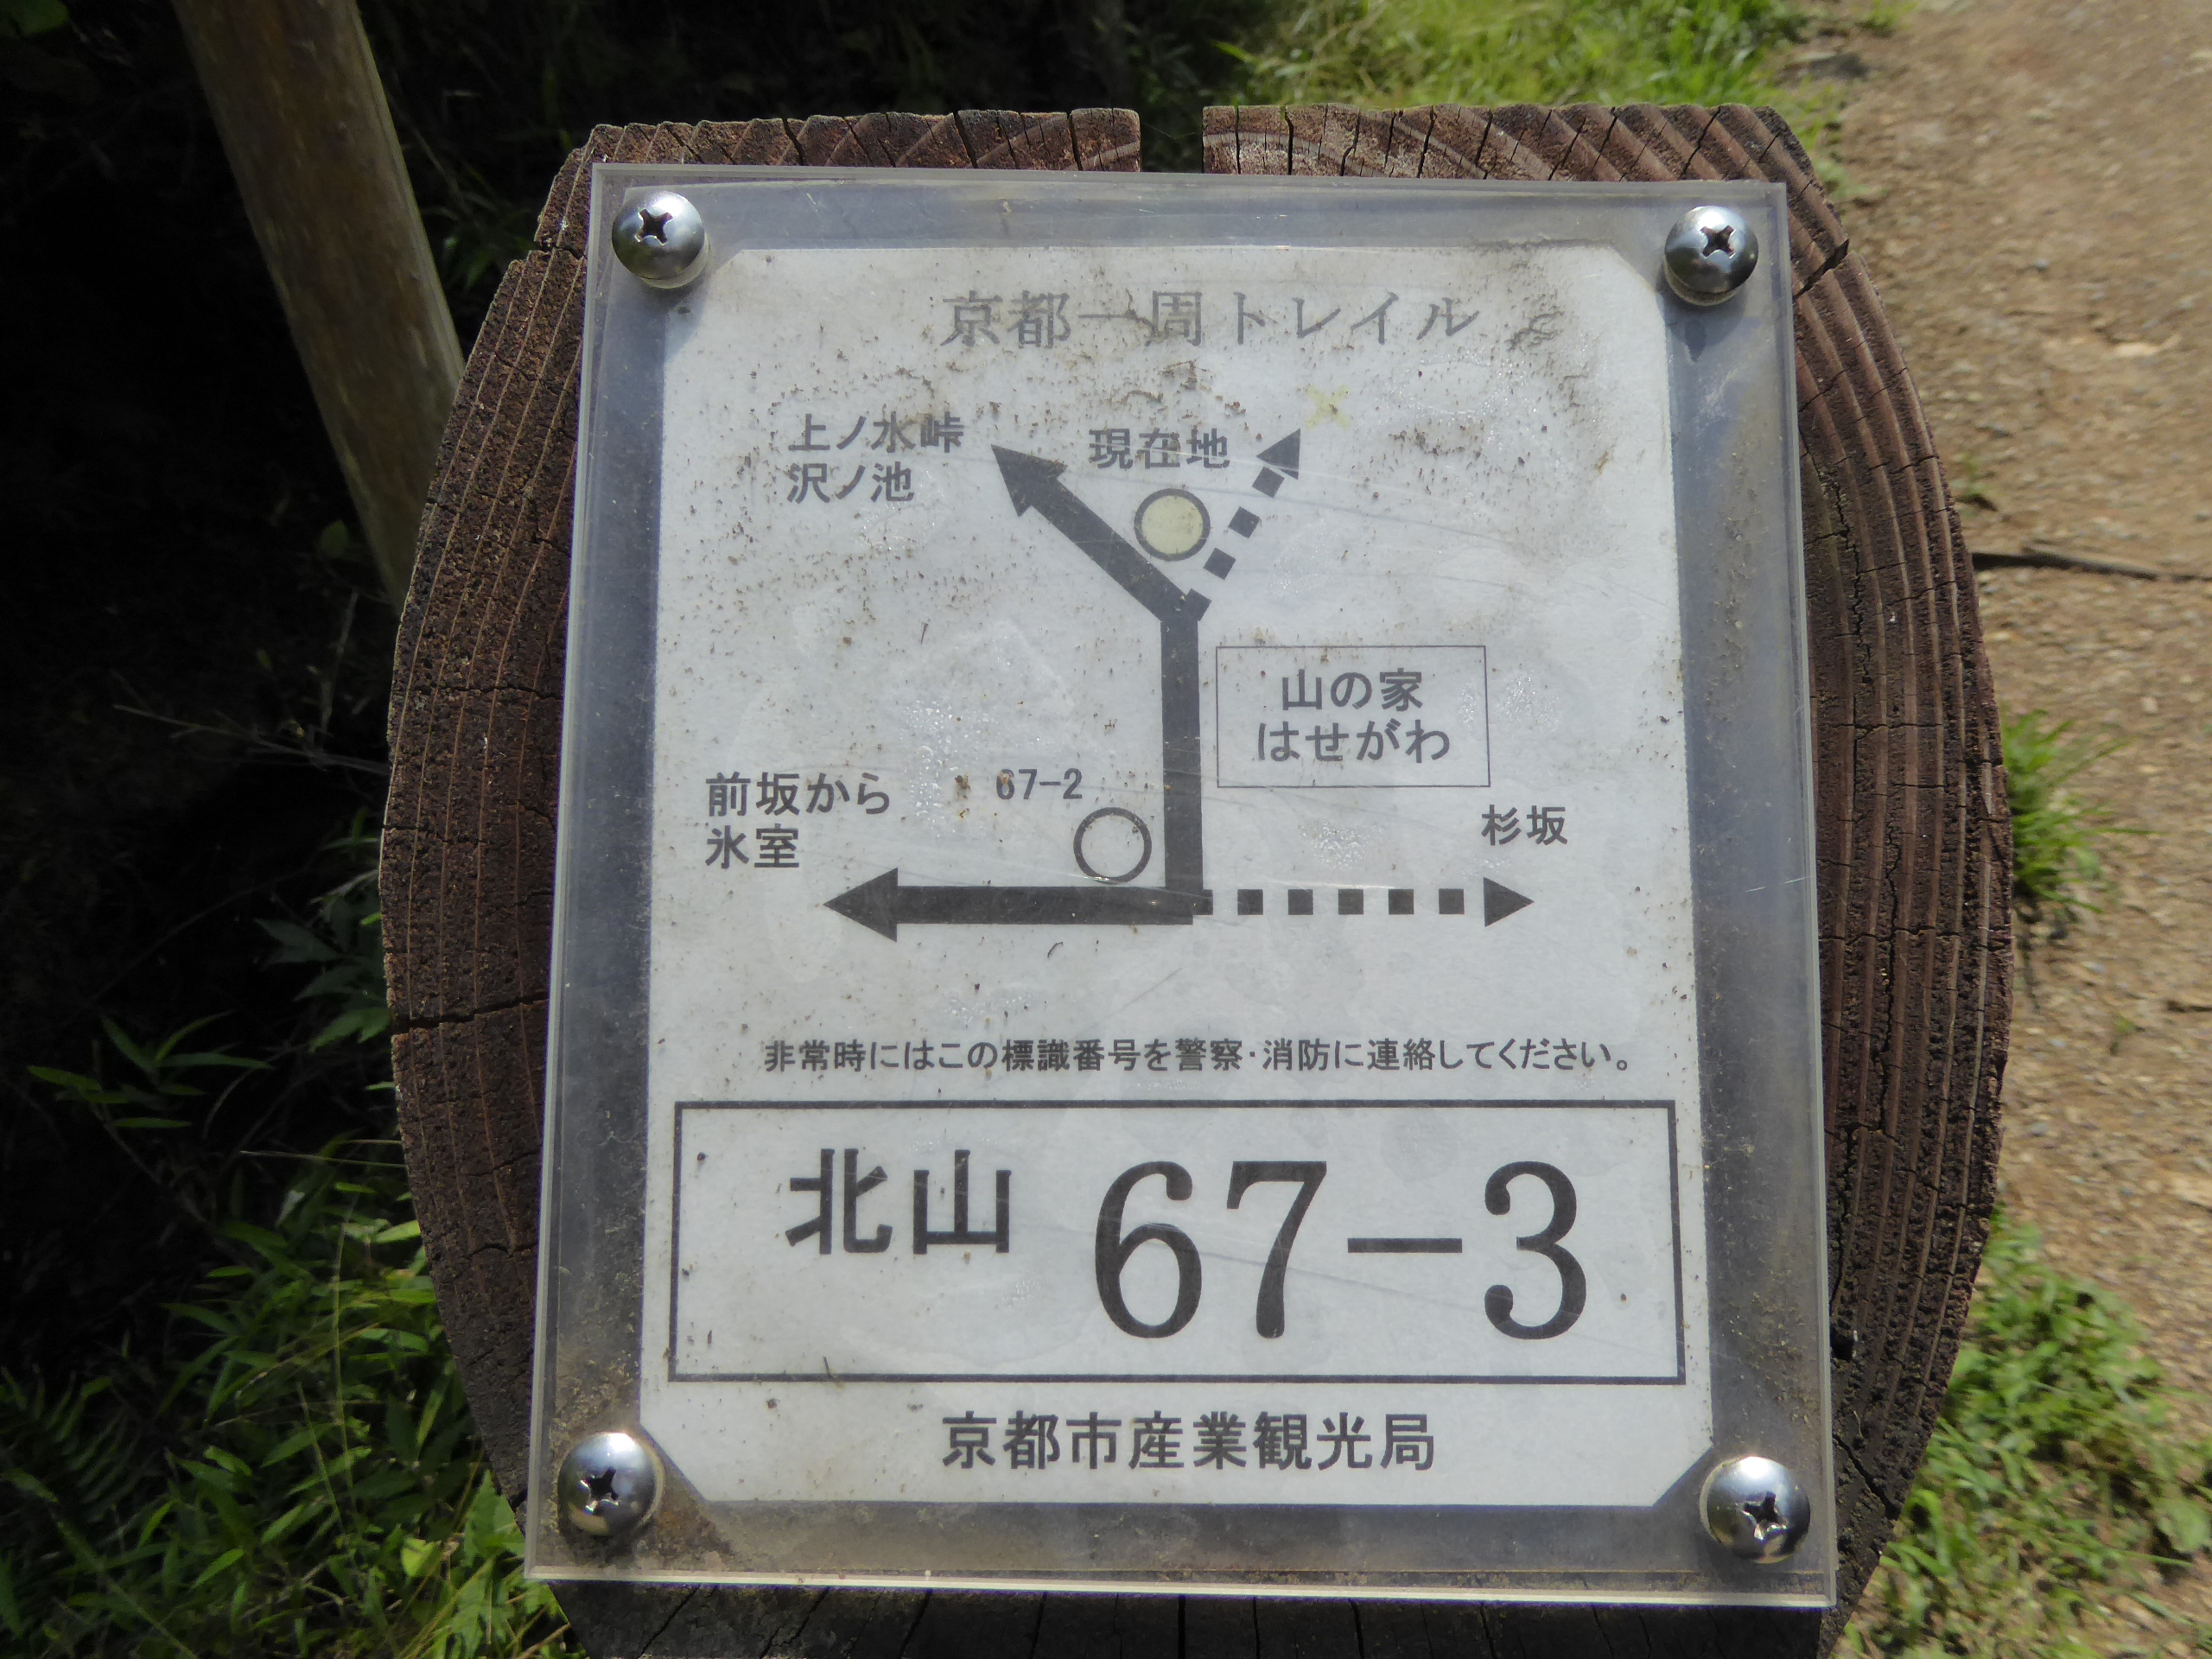 京都一周トレイル
上ノ水峠
沢ノ池
現在地
山の家
はせがわ
前坂から
氷室
67-2
杉坂
非常時にはこの標識番号を警察・消防に連絡してください。
北山 67-3
京都市産業観光局